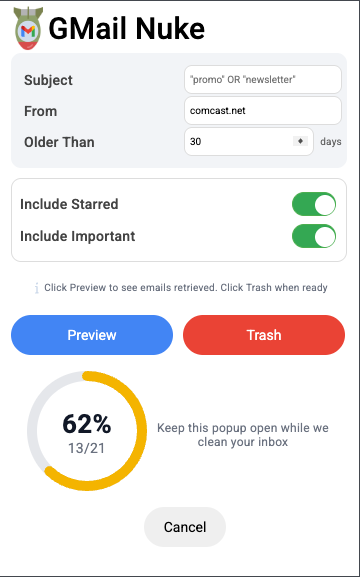 GMail Nuke
Subject
"promo" OR "newsletter"
From
comcast.net
Older Than
30
days
Include Starred
Include Important
Click Preview to see emails retrieved. Click Trash when ready
Preview
Trash
62%
13/21
Keep this popup open while we
clean your inbox
Cancel